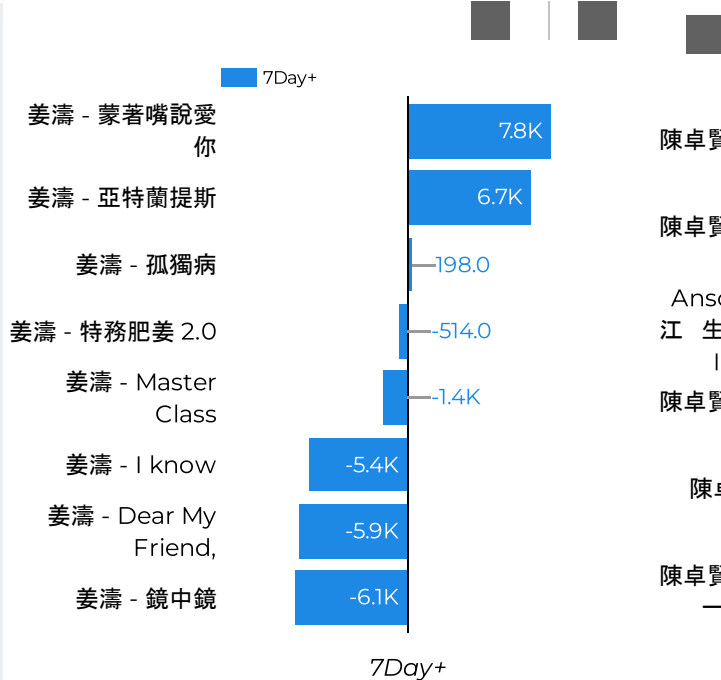 7Day+
姜濤 - 蒙著嘴說愛
你
7.8K
姜濤 - 亞特蘭提斯
6.7K
姜濤 - 孤獨病
198.0
姜濤 - 特務肥姜 2.0
-514.0
姜濤 - Master
Class
-1.4K
姜濤 - I know
-5.4K
姜濤 - Dear My
Friend,
-5.9K
姜濤 - 鏡中鏡
-6.1K
7Day+
陳卓賢
陳卓賢
Anso
江 生
陳卓賢
陳卓
陳卓賢